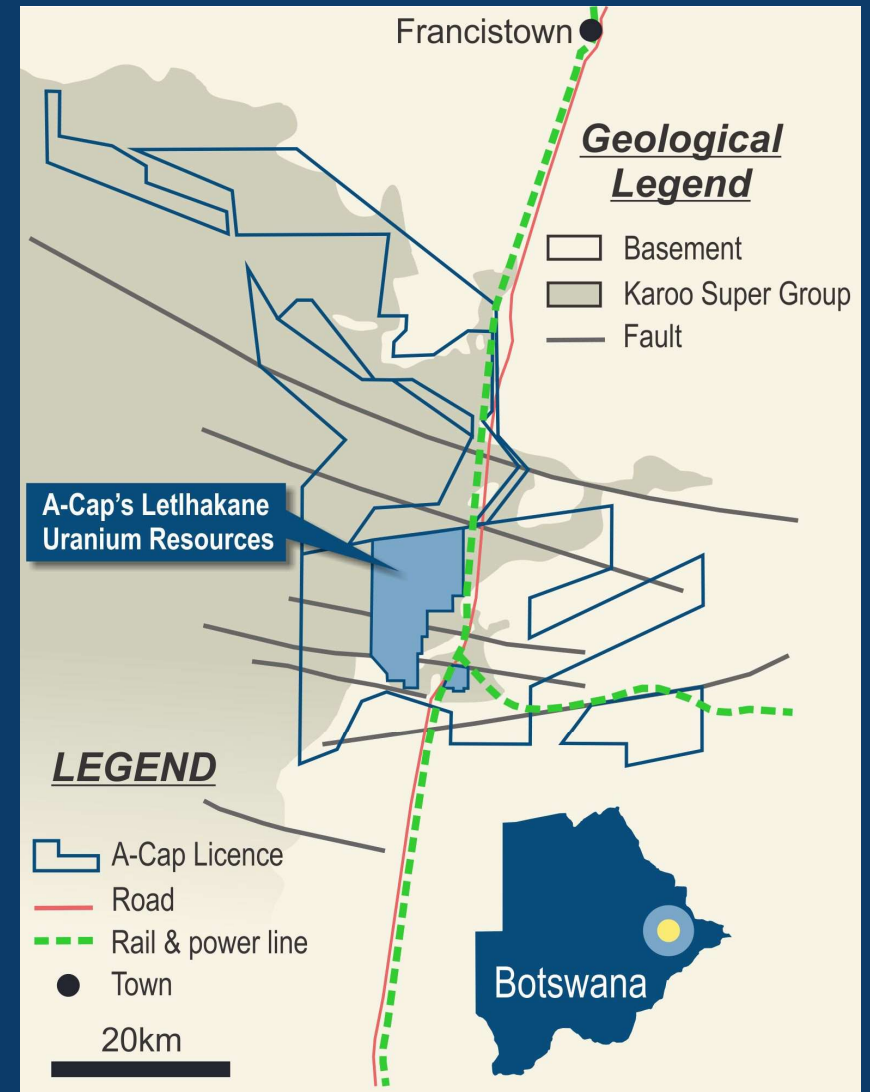 Francistown
Geological
Legend
Basement
Karoo Super Group
Fault
A-Cap's Letlhakane
Uranium Resources
LEGEND
A-Cap Licence
Road
Rail & power line
Town
20km
Botswana